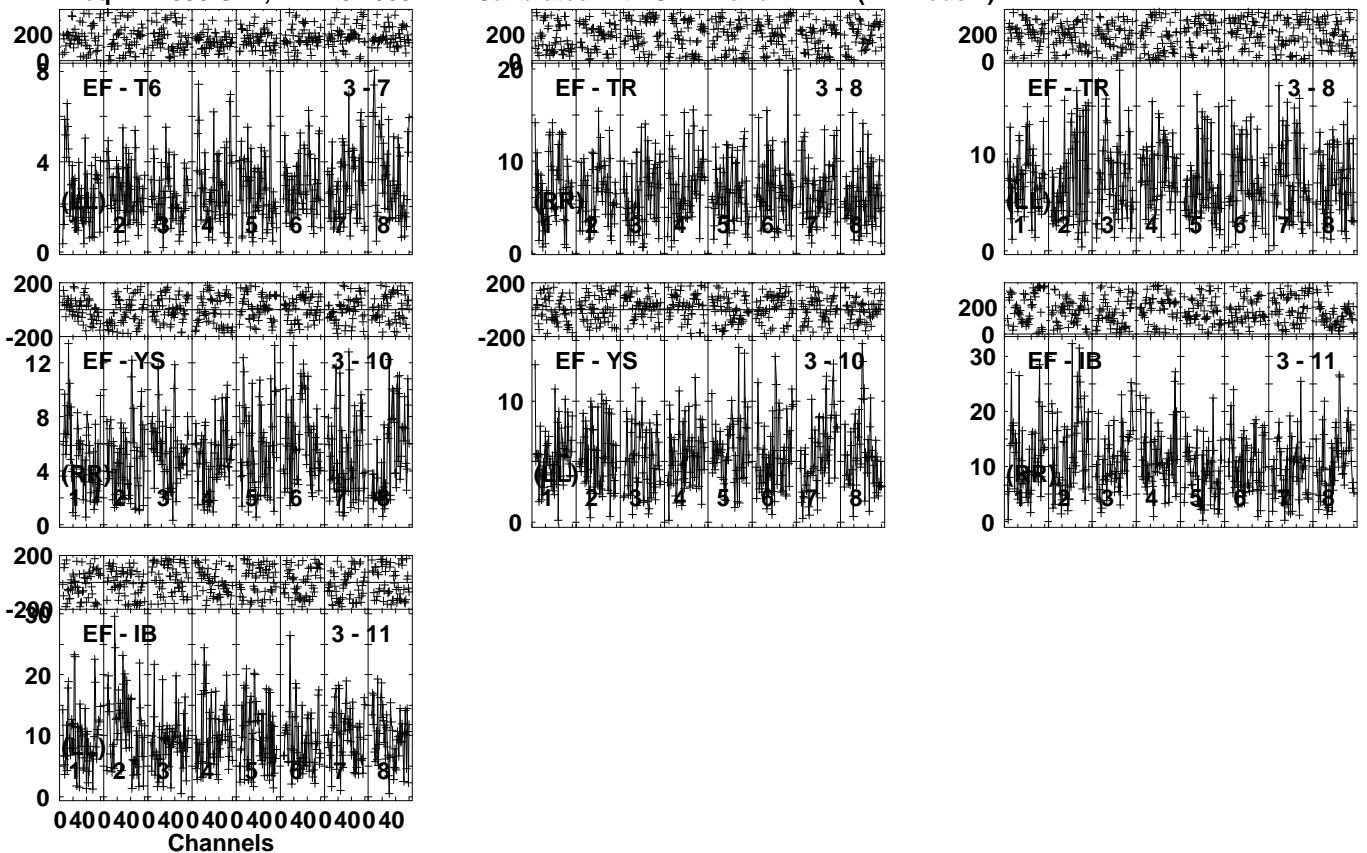 200 200 200
0 0 0
8 EF - T6 3 - 7 20 EF - TR 3 - 8 EF - TR 3 - 8
4 10 10
(LL) (RR) (LL)
1 2 3 4 5 6 7 8 1 2 3 4 5 6 7 8 1 2 3 4 5 6 7 8
0 0 0
200 200 200
-200 -200 0
12 EF - YS 3 - 10 EF - YS 3 - 10 30 EF - IB 3 - 11
8 10 20
4 10
(RR) (LL) (RR)
1 2 3 4 5 6 7 8 1 2 3 4 5 6 7 8 1 2 3 4 5 6 7 8
0 0 0
200
-200
30 EF - IB 3 - 11
20
10
(LL)
1 2 3 4 5 6 7 8
0
0 40 0 40 0 40 0 40 0 40 0 40 0 40 0 40
Channels